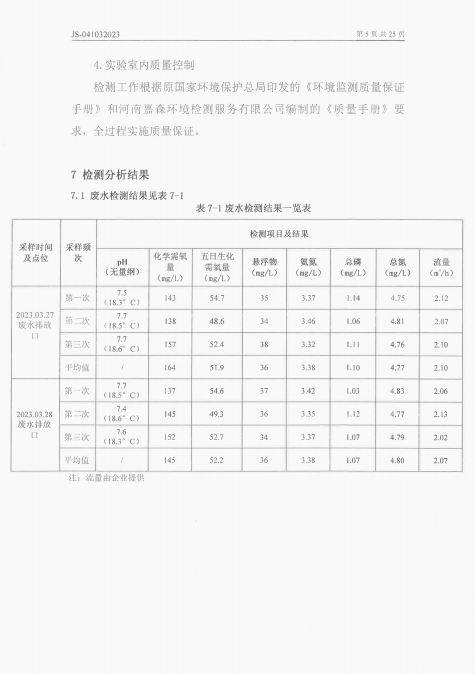 JS-041032023 第 5 页 共 25 页
4.实验室内质量控制
检测工作根据原国家环境保护总局印发的《环境监测质量保证
手册》和河南嘉森环境检测服务有限公司编制的《质量手册》要
求，全过程实施质量保证。
7 检测分析结果
7.1 废水检测结果见表 7-1
表 7-1 废水检测结果一览表
采样时间及点位 采样频次 检测项目及结果
pH（无量纲） 化学需氧量（mg/L） 五日生化需氧量（mg/L） 悬浮物（mg/L） 氨氮（mg/L） 总磷（mg/L） 总氮（mg/L） 流量（m³/h）
2023.03.27 废水排放口
第一次 7.5（18.3°C） 143 54.7 35 3.37 1.14 4.75 2.12
第二次 7.7（18.5°C） 138 48.6 34 3.46 1.06 4.81 2.07
第三次 7.7（18.6°C） 157 52.4 38 3.32 1.11 4.76 2.10
平均值 / 164 51.9 36 3.38 1.10 4.77 2.10
2023.03.28 废水排放口
第一次 7.7（18.5°C） 137 54.6 37 3.42 1.03 4.83 2.06
第二次 7.4（18.6°C） 145 49.3 36 3.35 1.12 4.77 2.13
第三次 7.6（18.3°C） 152 52.7 34 3.37 1.07 4.79 2.02
平均值 / 145 52.2 36 3.38 1.07 4.80 2.07
注：流量由企业提供